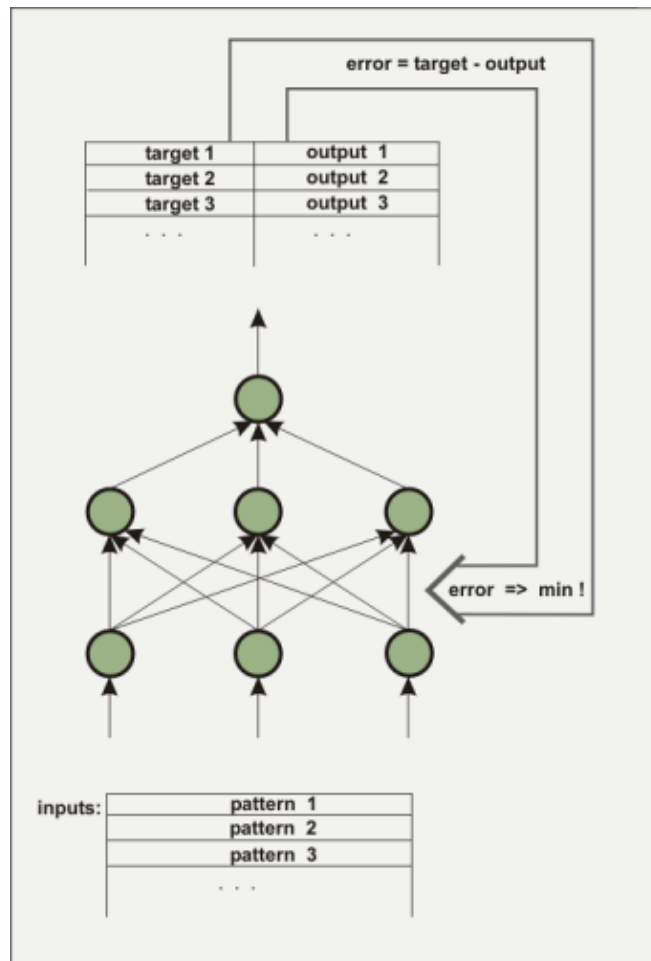 error = target - output
target 1 output 1
target 2 output 2
target 3 output 3
. . . . . .
error => min !
inputs: pattern 1
pattern 2
pattern 3
. . .